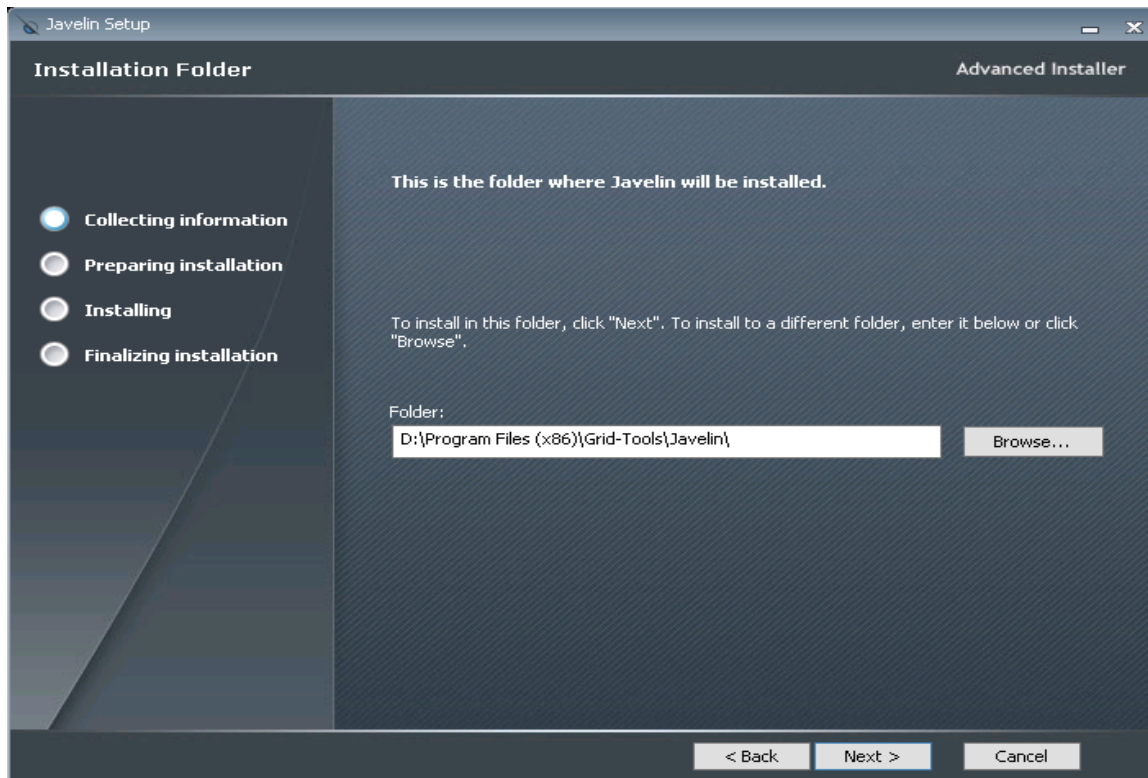 Javelin Setup
Installation Folder
Advanced Installer
This is the folder where Javelin will be installed.
Collecting information
Preparing installation
Installing
Finalizing installation
To install in this folder, click "Next". To install to a different folder, enter it below or click
"Browse".
Folder:
D:\Program Files (x86)\Grid-Tools\Javelin\
Browse...
< Back
Next >
Cancel